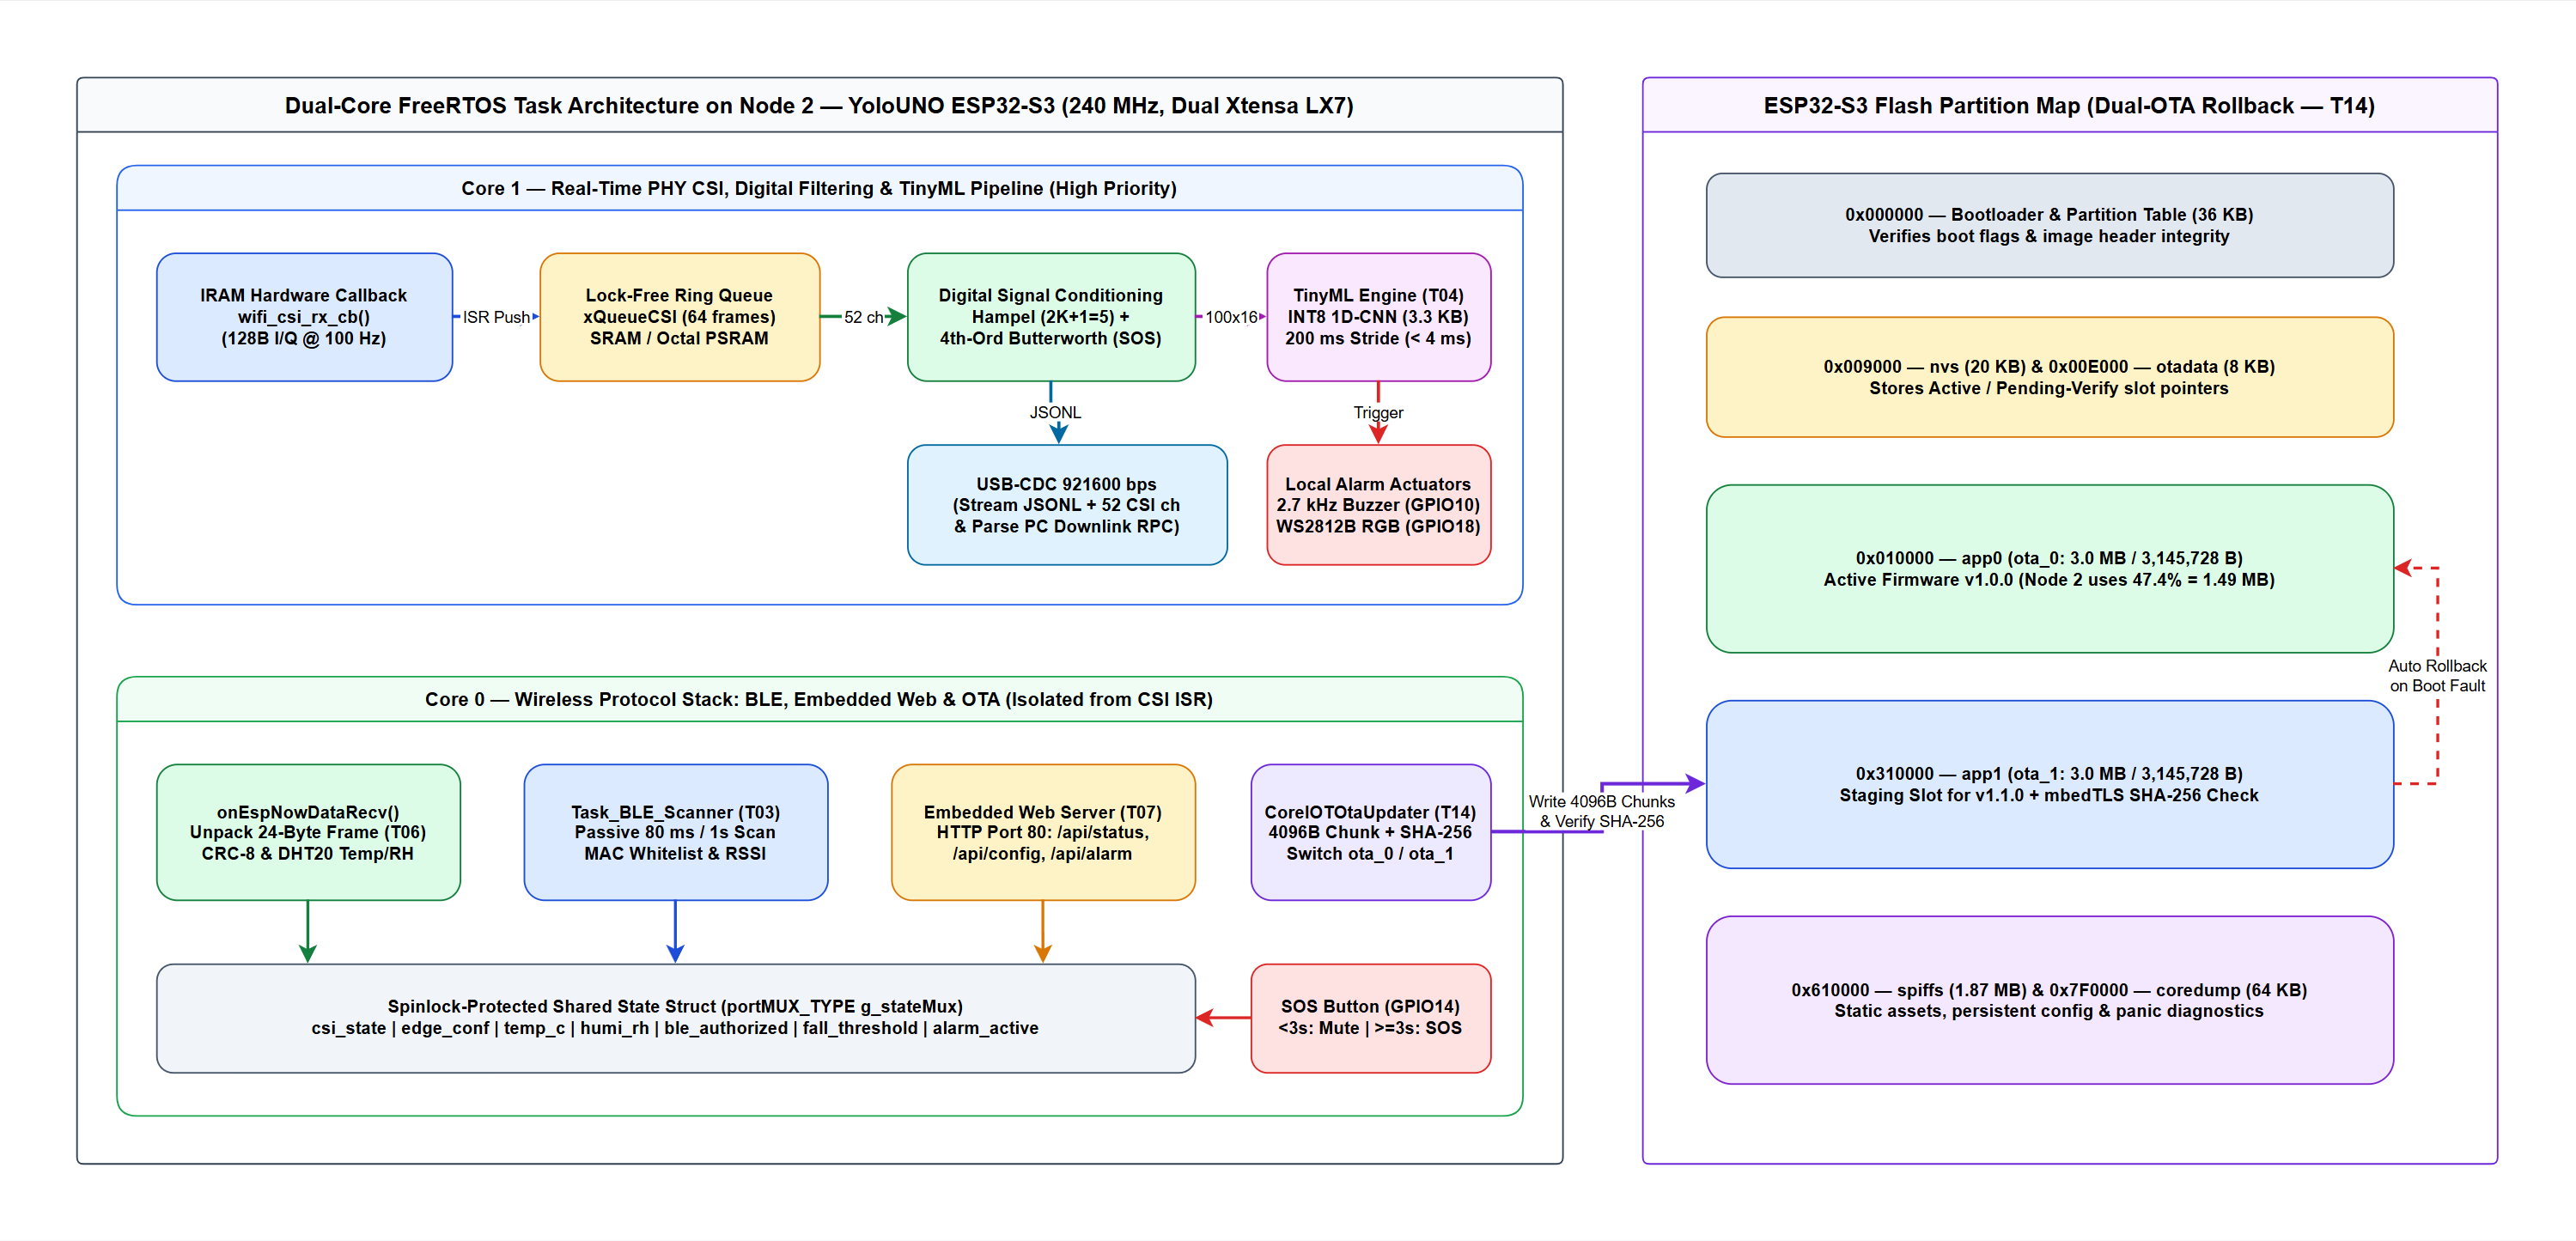 Dual-Core FreeRTOS Task Architecture on Node 2 — YoloUNO ESP32-S3 (240 MHz, Dual Xtensa LX7)
Core 1 — Real-Time PHY CSI, Digital Filtering & TinyML Pipeline (High Priority)
IRAM Hardware Callback
wifi_csi_rx_cb()
(128B I/Q @ 100 Hz)
ISR Push
Lock-Free Ring Queue
xQueueCSI (64 frames)
SRAM / Octal PSRAM
52 ch
Digital Signal Conditioning
Hampel (2K+1=5) +
4th-Ord Butterworth (SOS)
100x16
TinyML Engine (T04)
INT8 1D-CNN (3.3 KB)
200 ms Stride (< 4 ms)
JSONL
Trigger
USB-CDC 921600 bps
(Stream JSONL + 52 CSI ch
& Parse PC Downlink RPC)
Local Alarm Actuators
2.7 kHz Buzzer (GPIO10)
WS2812B RGB (GPIO18)
Core 0 — Wireless Protocol Stack: BLE, Embedded Web & OTA (Isolated from CSI ISR)
onEspNowDataRecv()
Unpack 24-Byte Frame (T06)
CRC-8 & DHT20 Temp/RH
Task_BLE_Scanner (T03)
Passive 80 ms / 1s Scan
MAC Whitelist & RSSI
Embedded Web Server (T07)
HTTP Port 80: /api/status,
/api/config, /api/alarm
CoreIOTOtaUpdater (T14)
4096B Chunk + SHA-256
Switch ota_0 / ota_1
Write 4096B Chunks
& Verify SHA-256
Spinlock-Protected Shared State Struct (portMUX_TYPE g_stateMux)
csi_state | edge_conf | temp_c | humi_rh | ble_authorized | fall_threshold | alarm_active
SOS Button (GPIO14)
<3s: Mute | >=3s: SOS
ESP32-S3 Flash Partition Map (Dual-OTA Rollback — T14)
0x000000 — Bootloader & Partition Table (36 KB)
Verifies boot flags & image header integrity
0x009000 — nvs (20 KB) & 0x00E000 — otadata (8 KB)
Stores Active / Pending-Verify slot pointers
0x010000 — app0 (ota_0: 3.0 MB / 3,145,728 B)
Active Firmware v1.0.0 (Node 2 uses 47.4% = 1.49 MB)
Auto Rollback
on Boot Fault
0x310000 — app1 (ota_1: 3.0 MB / 3,145,728 B)
Staging Slot for v1.1.0 + mbedTLS SHA-256 Check
0x610000 — spiffs (1.87 MB) & 0x7F0000 — coredump (64 KB)
Static assets, persistent config & panic diagnostics